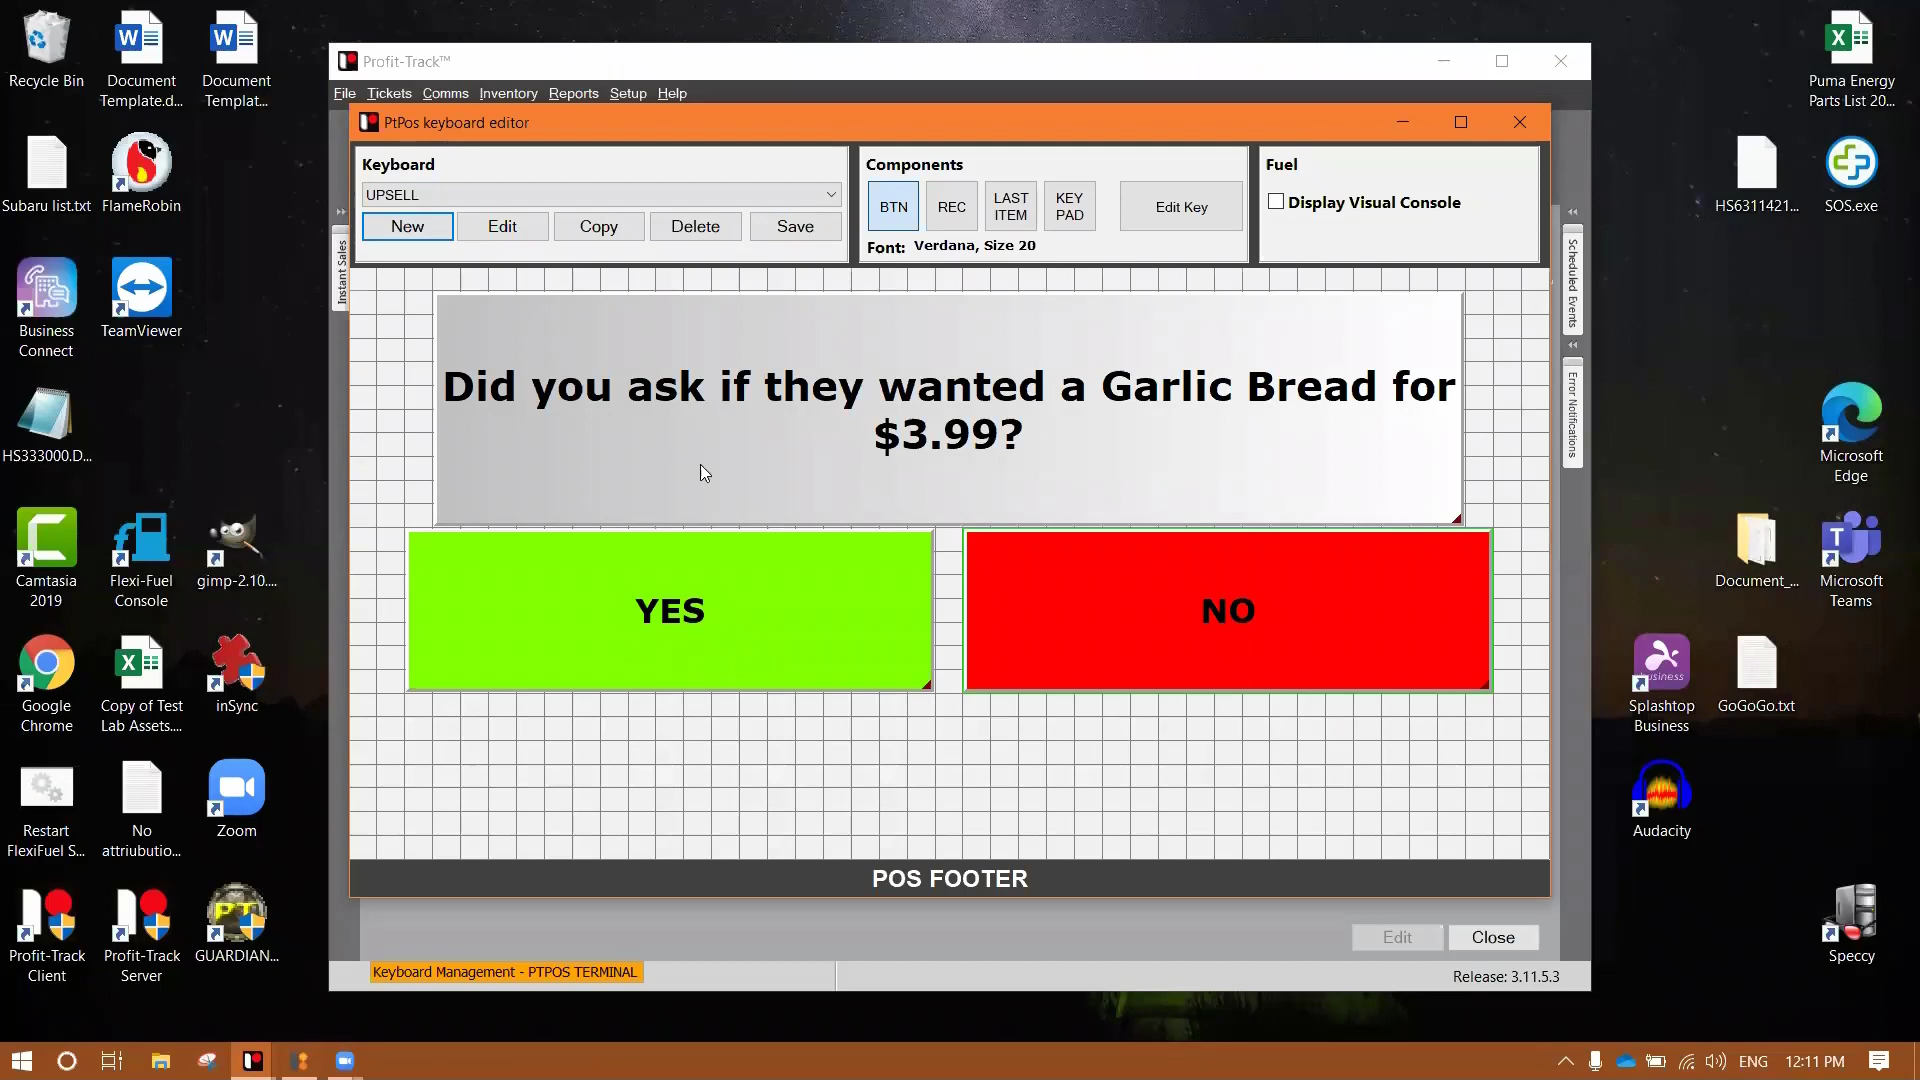 Recycle Bin
Document
Template.d...
Document
Templat...
Subaru list.txt
FlameRobin
Business
Connect
TeamViewer
HS333000.D...
Camtasia
2019
Flexi-Fuel
Console
gimp-2.10....
Google
Chrome
Copy of Test
Lab Assets....
inSync
Restart
FlexiFuel S...
No
attriubutio...
Zoom
Profit-Track
Client
Profit-Track
Server
GUARDIAN...
Profit-Track™
File Tickets Comms Inventory Reports Setup Help
PtPos keyboard editor
Keyboard
UPSELL
New Edit Copy Delete Save
Components
BTN
REC
LAST
ITEM
KEY
PAD
Edit Key
Font: Verdana, Size 20
Fuel
Display Visual Console
Instant Sales
Scheduled Events
Error Notifications
Did you ask if they wanted a Garlic Bread for
$3.99?
YES
NO
POS FOOTER
Edit Close
Keyboard Management - PTPOS TERMINAL
Release: 3.11.5.3
Puma Energy
Parts List 20...
HS6311421...
SOS.exe
Microsoft
Edge
Document_...
Microsoft
Teams
business
Splashtop
Business
GoGoGo.txt
Audacity
Speccy
ENG
12:11 PM